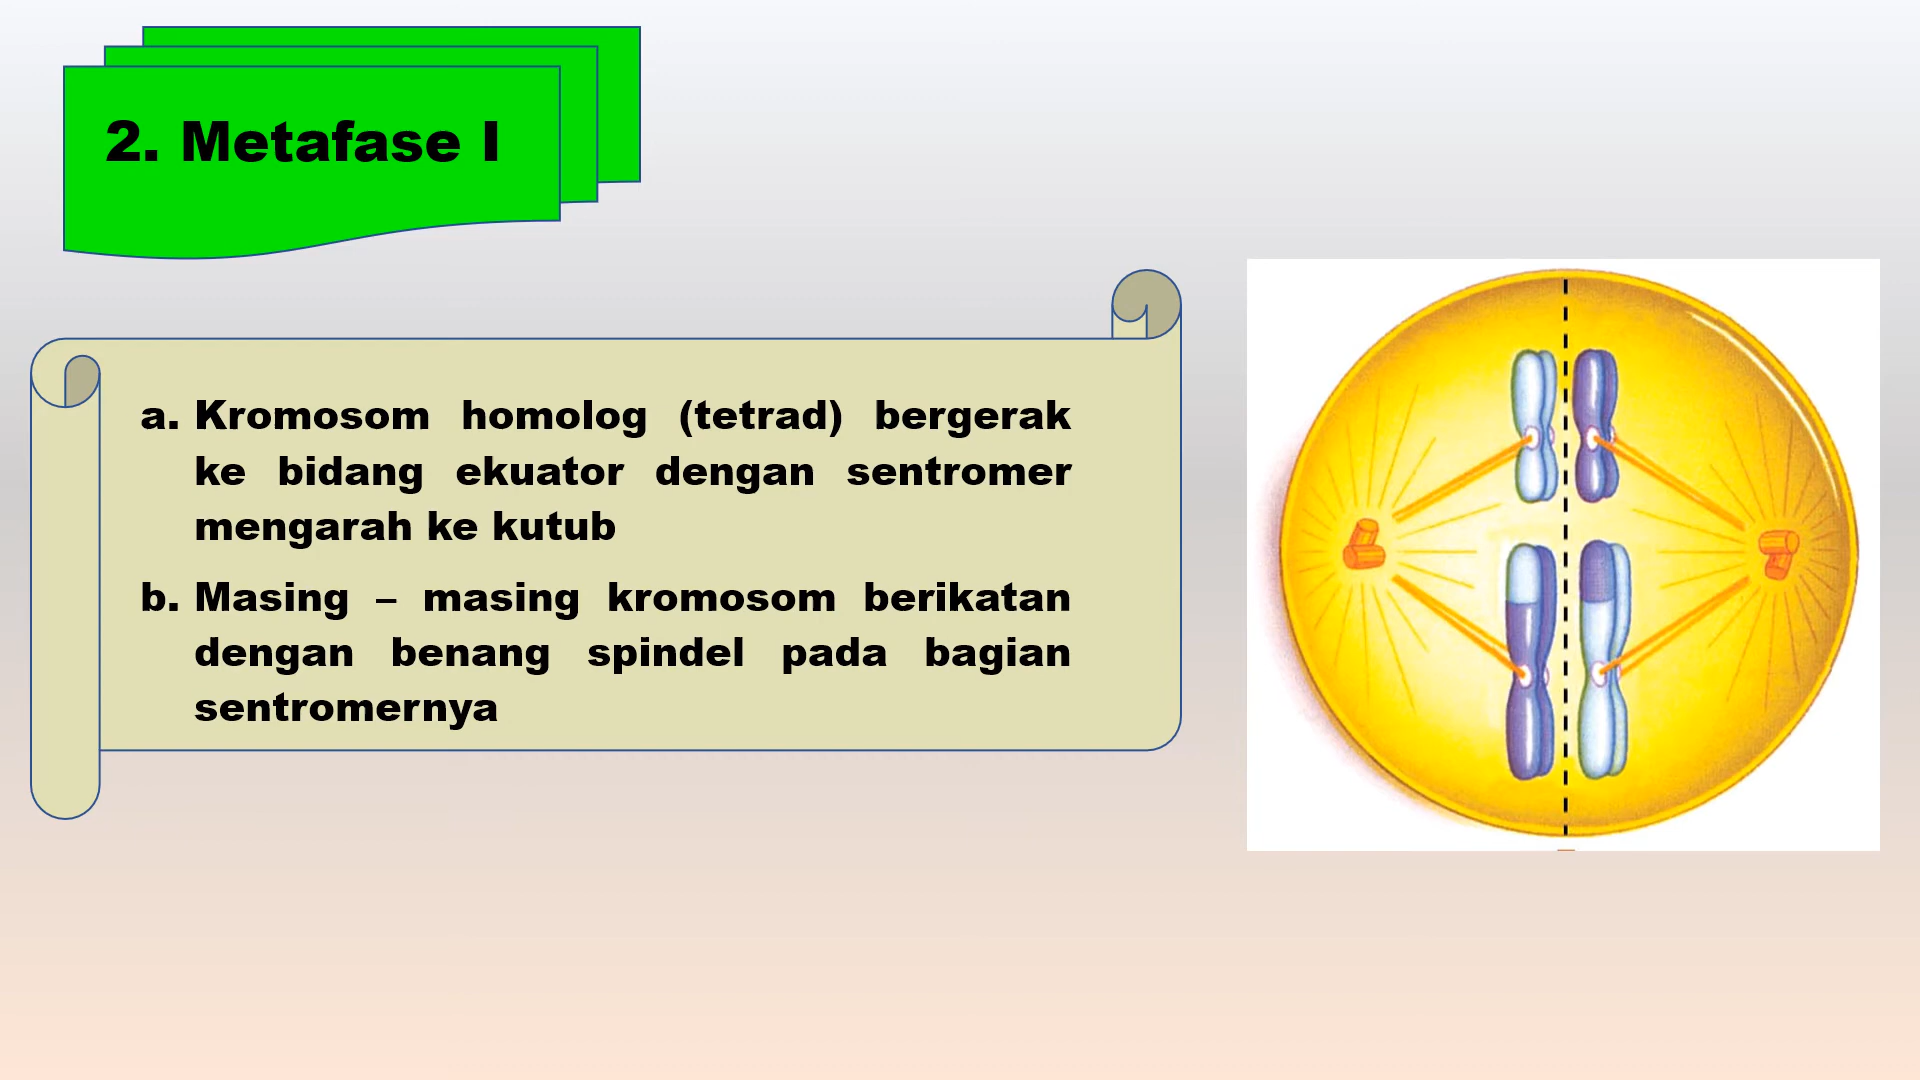 2. Metafase I
a. Kromosom homolog (tetrad) bergerak
ke bidang ekuator dengan sentromer
mengarah ke kutub
b. Masing – masing kromosom berikatan
dengan benang spindel pada bagian
sentromernya